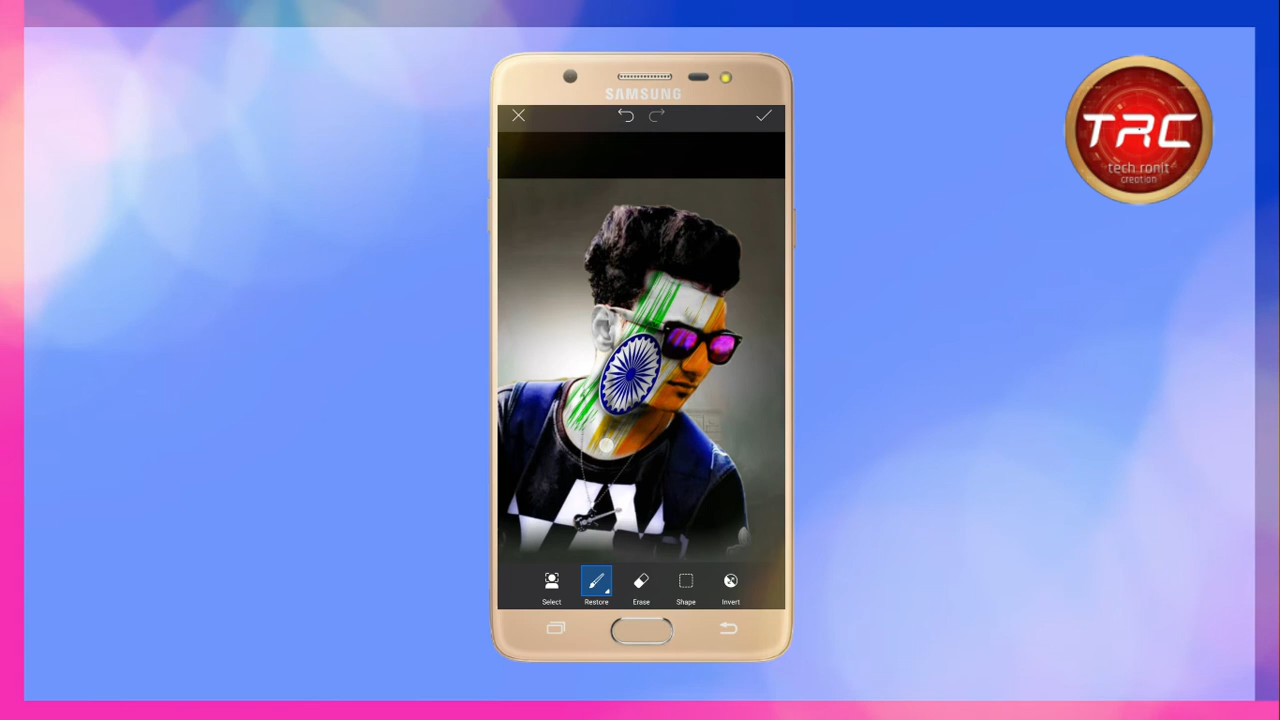 SAMSUNG
TRC
tech ronit
creation
Select
Restore
Erase
Shape
Invert